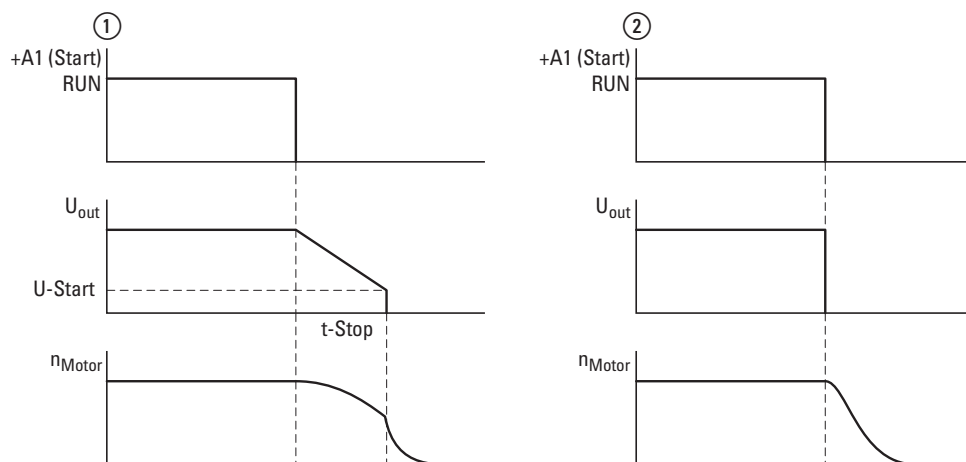 ①
+A1 (Start)
RUN
U_out
U-Start
t-Stop
n_Motor
②
+A1 (Start)
RUN
U_out
n_Motor